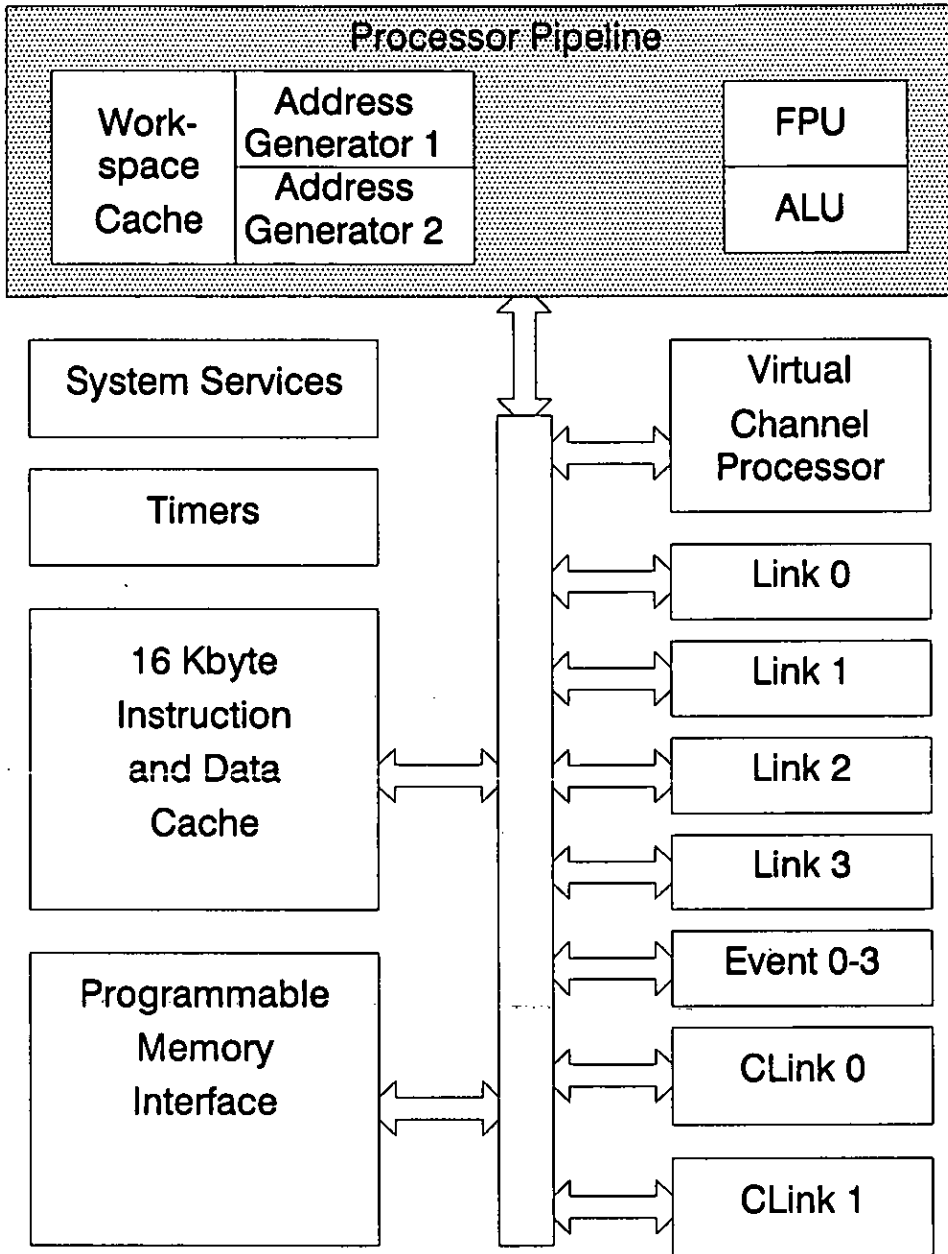 Processor Pipeline
Work-
space
Cache
Address
Generator 1
Address
Generator 2
FPU
ALU
System Services
Timers
16 Kbyte
Instruction
and Data
Cache
Programmable
Memory
Interface
Virtual
Channel
Processor
Link 0
Link 1
Link 2
Link 3
Event 0-3
CLink 0
CLink 1